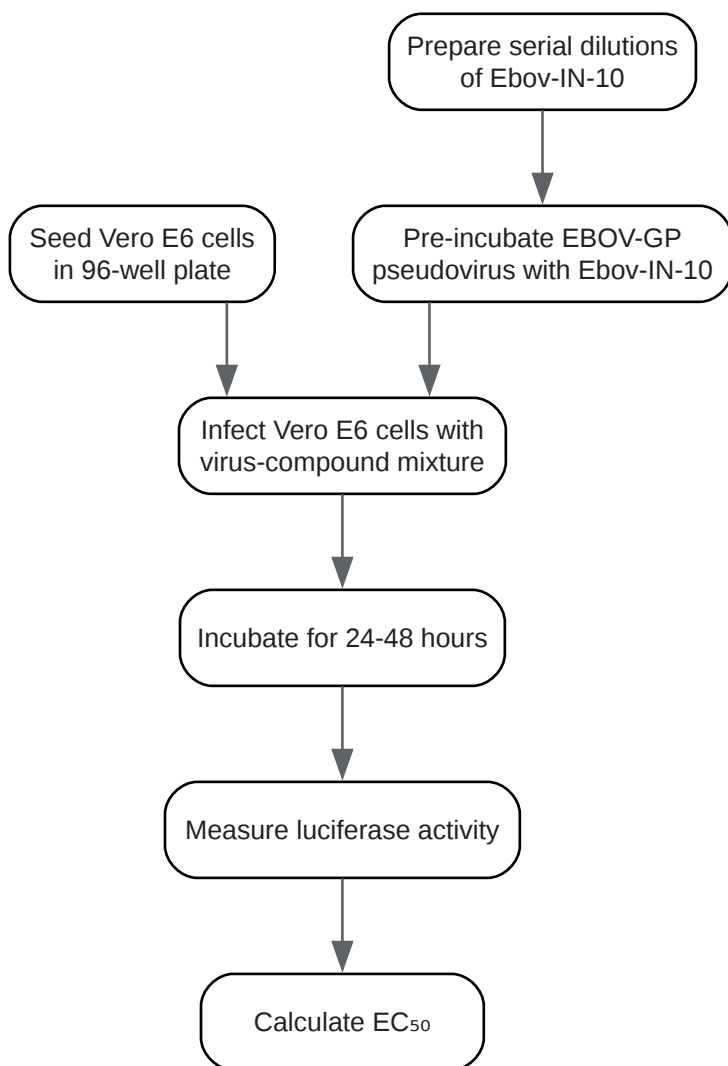 Prepare serial dilutions
of Ebov-IN-10
Seed Vero E6 cells
in 96-well plate
Pre-incubate EBOV-GP
pseudovirus with Ebov-IN-10
Infect Vero E6 cells with
virus-compound mixture
Incubate for 24-48 hours
Measure luciferase activity
Calculate EC₅₀